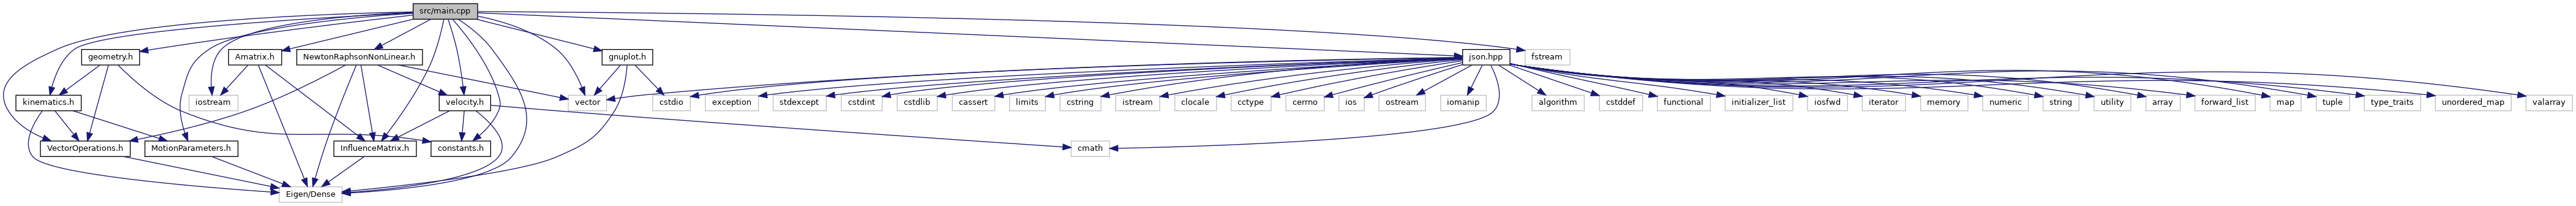 src/main.cpp
geometry.h
Amatrix.h
NewtonRaphsonNonLinear.h
gnuplot.h
json.hpp
fstream
kinematics.h
iostream
velocity.h
vector
cstdio
exception
stdexcept
cstdint
cstdlib
cassert
limits
cstring
istream
clocale
cctype
cerrno
ios
ostream
iomanip
algorithm
cstddef
functional
initializer_list
iosfwd
iterator
memory
numeric
string
utility
array
forward_list
map
tuple
type_traits
unordered_map
valarray
VectorOperations.h
MotionParameters.h
InfluenceMatrix.h
constants.h
cmath
Eigen/Dense